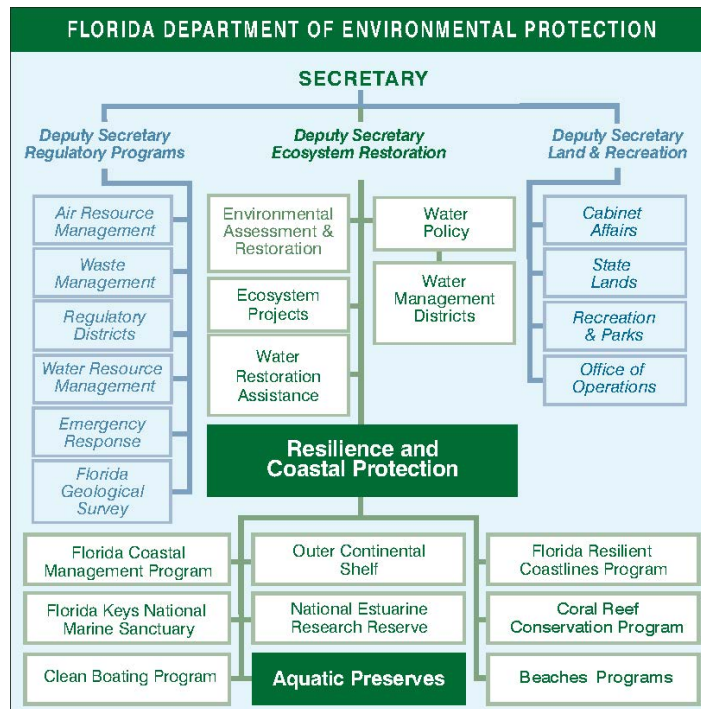 FLORIDA DEPARTMENT OF ENVIRONMENTAL PROTECTION
SECRETARY
Deputy Secretary
Regulatory Programs
Air Resource
Management
Waste
Management
Regulatory
Districts
Water Resource
Management
Emergency
Response
Florida
Geological
Survey
Deputy Secretary
Ecosystem Restoration
Environmental
Assessment &
Restoration
Water
Policy
Ecosystem
Projects
Water
Management
Districts
Water
Restoration
Assistance
Deputy Secretary
Land & Recreation
Cabinet
Affairs
State
Lands
Recreation
& Parks
Office of
Operations
Resilience and
Coastal Protection
Florida Coastal
Management Program
Outer Continental
Shelf
Florida Resilient
Coastlines Program
Florida Keys National
Marine Sanctuary
National Estuarine
Research Reserve
Coral Reef
Conservation Program
Clean Boating Program
Aquatic Preserves
Beaches Programs